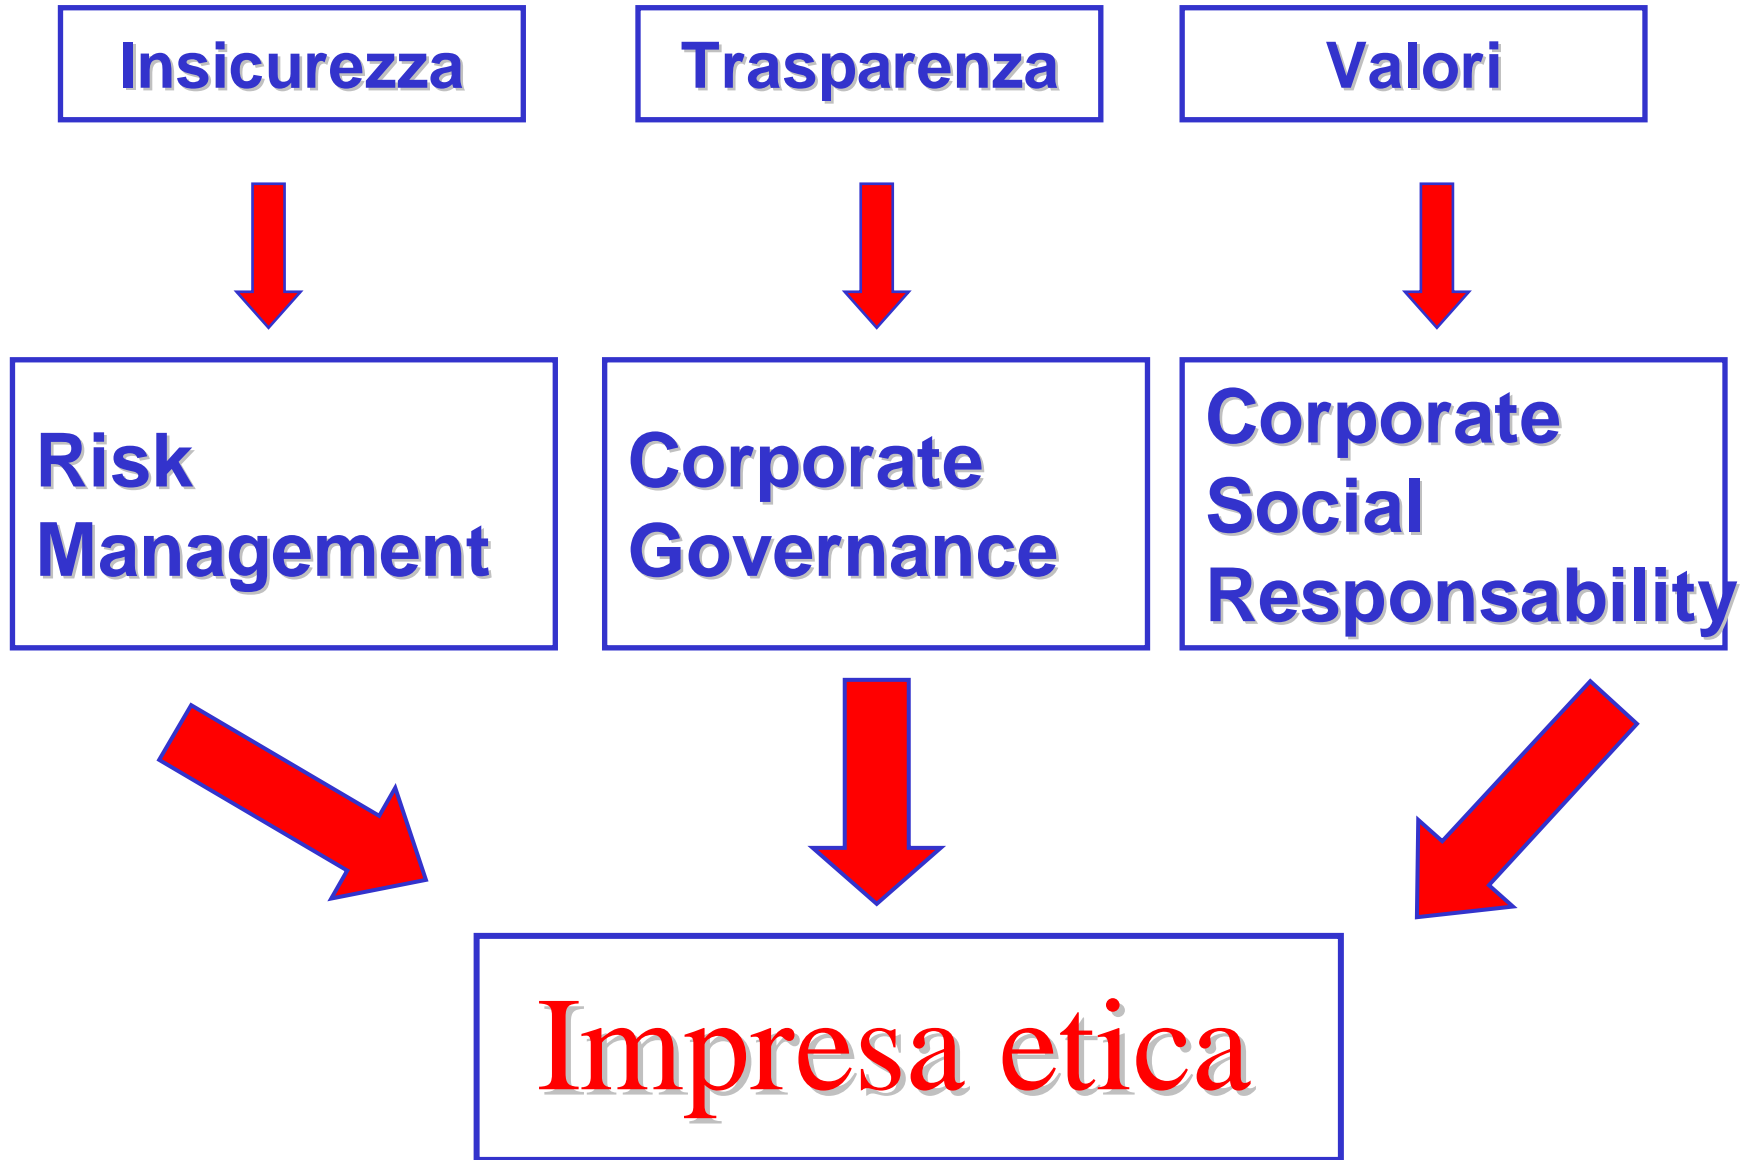 Insicurezza
Trasparenza
Valori
Risk
Management
Corporate
Governance
Corporate
Social
Responsability
Impresa etica